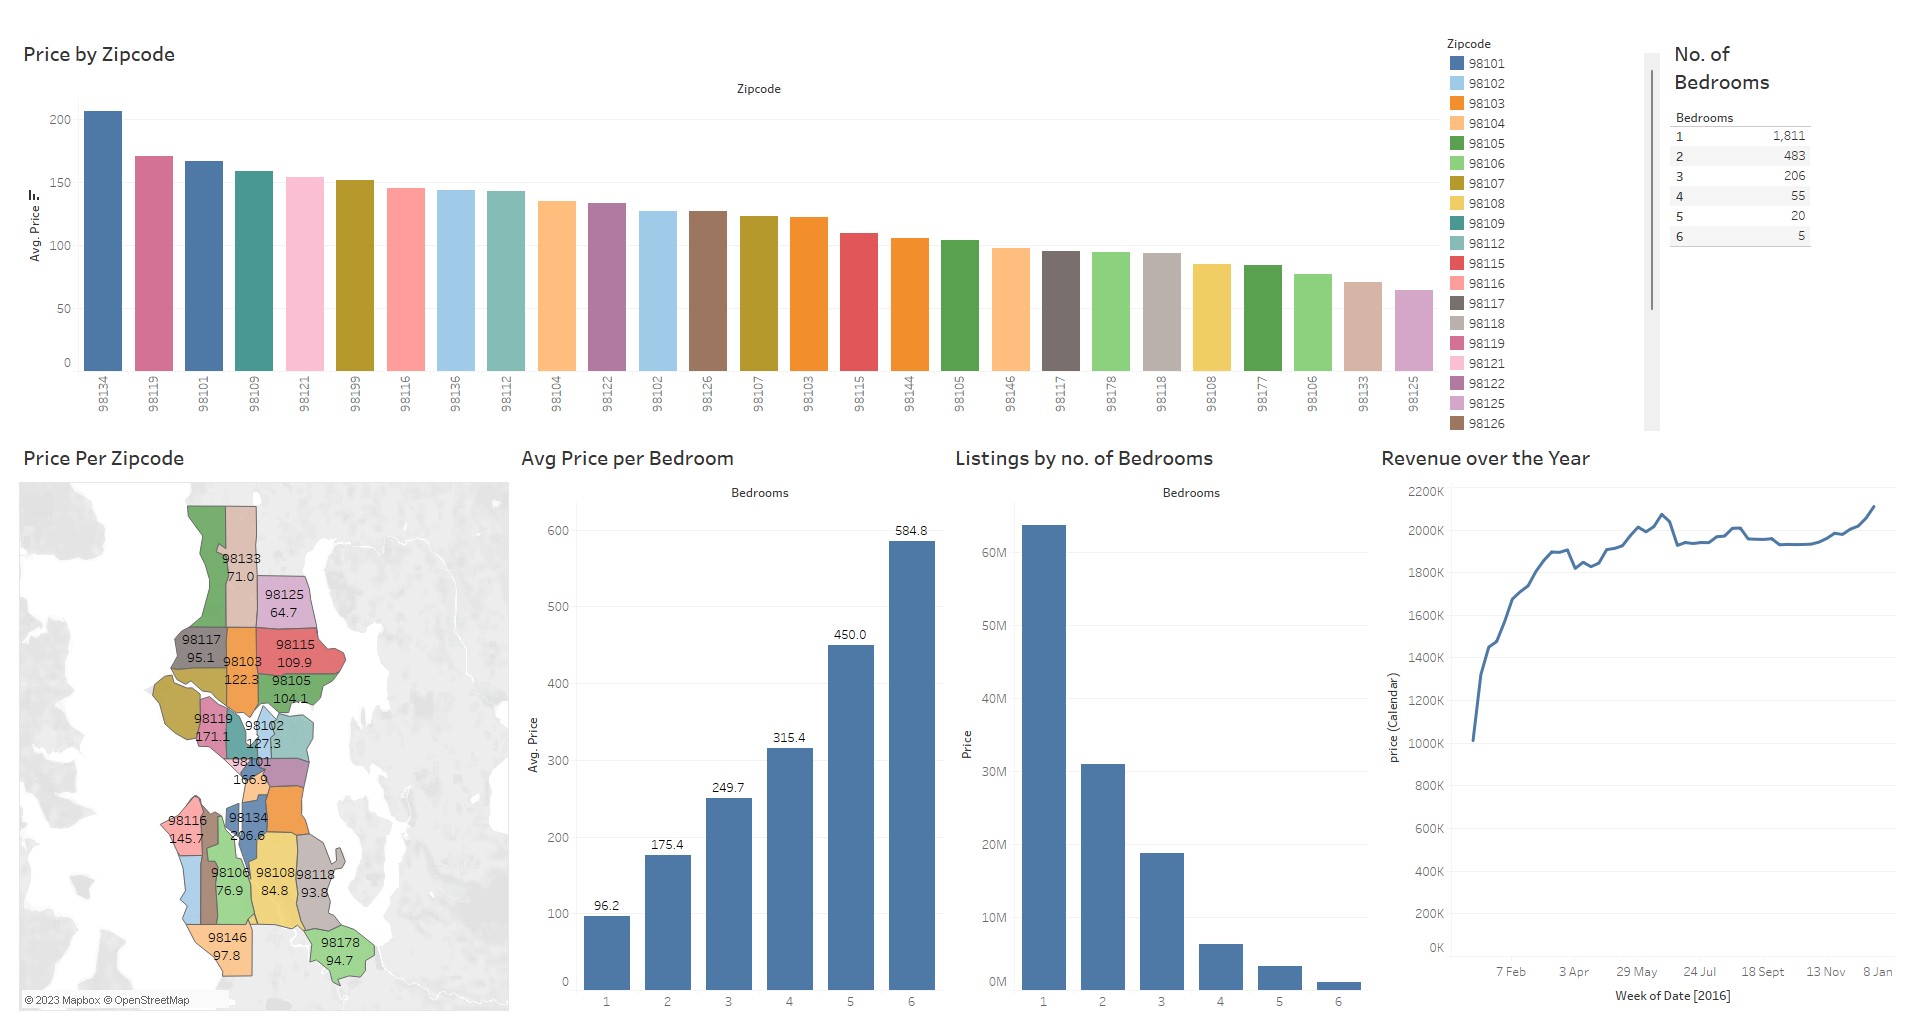 Price by Zipcode
Zipcode
Avg. Price
200
150
100
50
0
98134
98119
98101
98109
98121
98199
98116
98136
98112
98104
98122
98102
98126
98107
98103
98115
98144
98105
98146
98117
98178
98118
98108
98177
98106
98133
98125
Zipcode
98101
98102
98103
98104
98105
98106
98107
98108
98109
98112
98115
98116
98117
98118
98119
98121
98122
98125
98126
No. of
Bedrooms
Bedrooms
1 1,811
2 483
3 206
4 55
5 20
6 5
Price Per Zipcode
98133
71.0
98125
64.7
98117
95.1
98103
122.3
98115
109.9
98105
104.1
98119
171.1
98102
127.3
98101
166.9
98116
145.7
98134
206.6
98106
76.9
98108
84.8
98118
93.8
98146
97.8
98178
94.7
© 2023 Mapbox © OpenStreetMap
Avg Price per Bedroom
Bedrooms
Avg. Price
600
500
400
300
200
100
0
96.2
175.4
249.7
315.4
450.0
584.8
1 2 3 4 5 6
Listings by no. of Bedrooms
Bedrooms
Price
60M
50M
40M
30M
20M
10M
0M
1 2 3 4 5 6
Revenue over the Year
price (Calendar)
2200K
2000K
1800K
1600K
1400K
1200K
1000K
800K
600K
400K
200K
0K
7 Feb 3 Apr 29 May 24 Jul 18 Sept 13 Nov 8 Jan
Week of Date [2016]